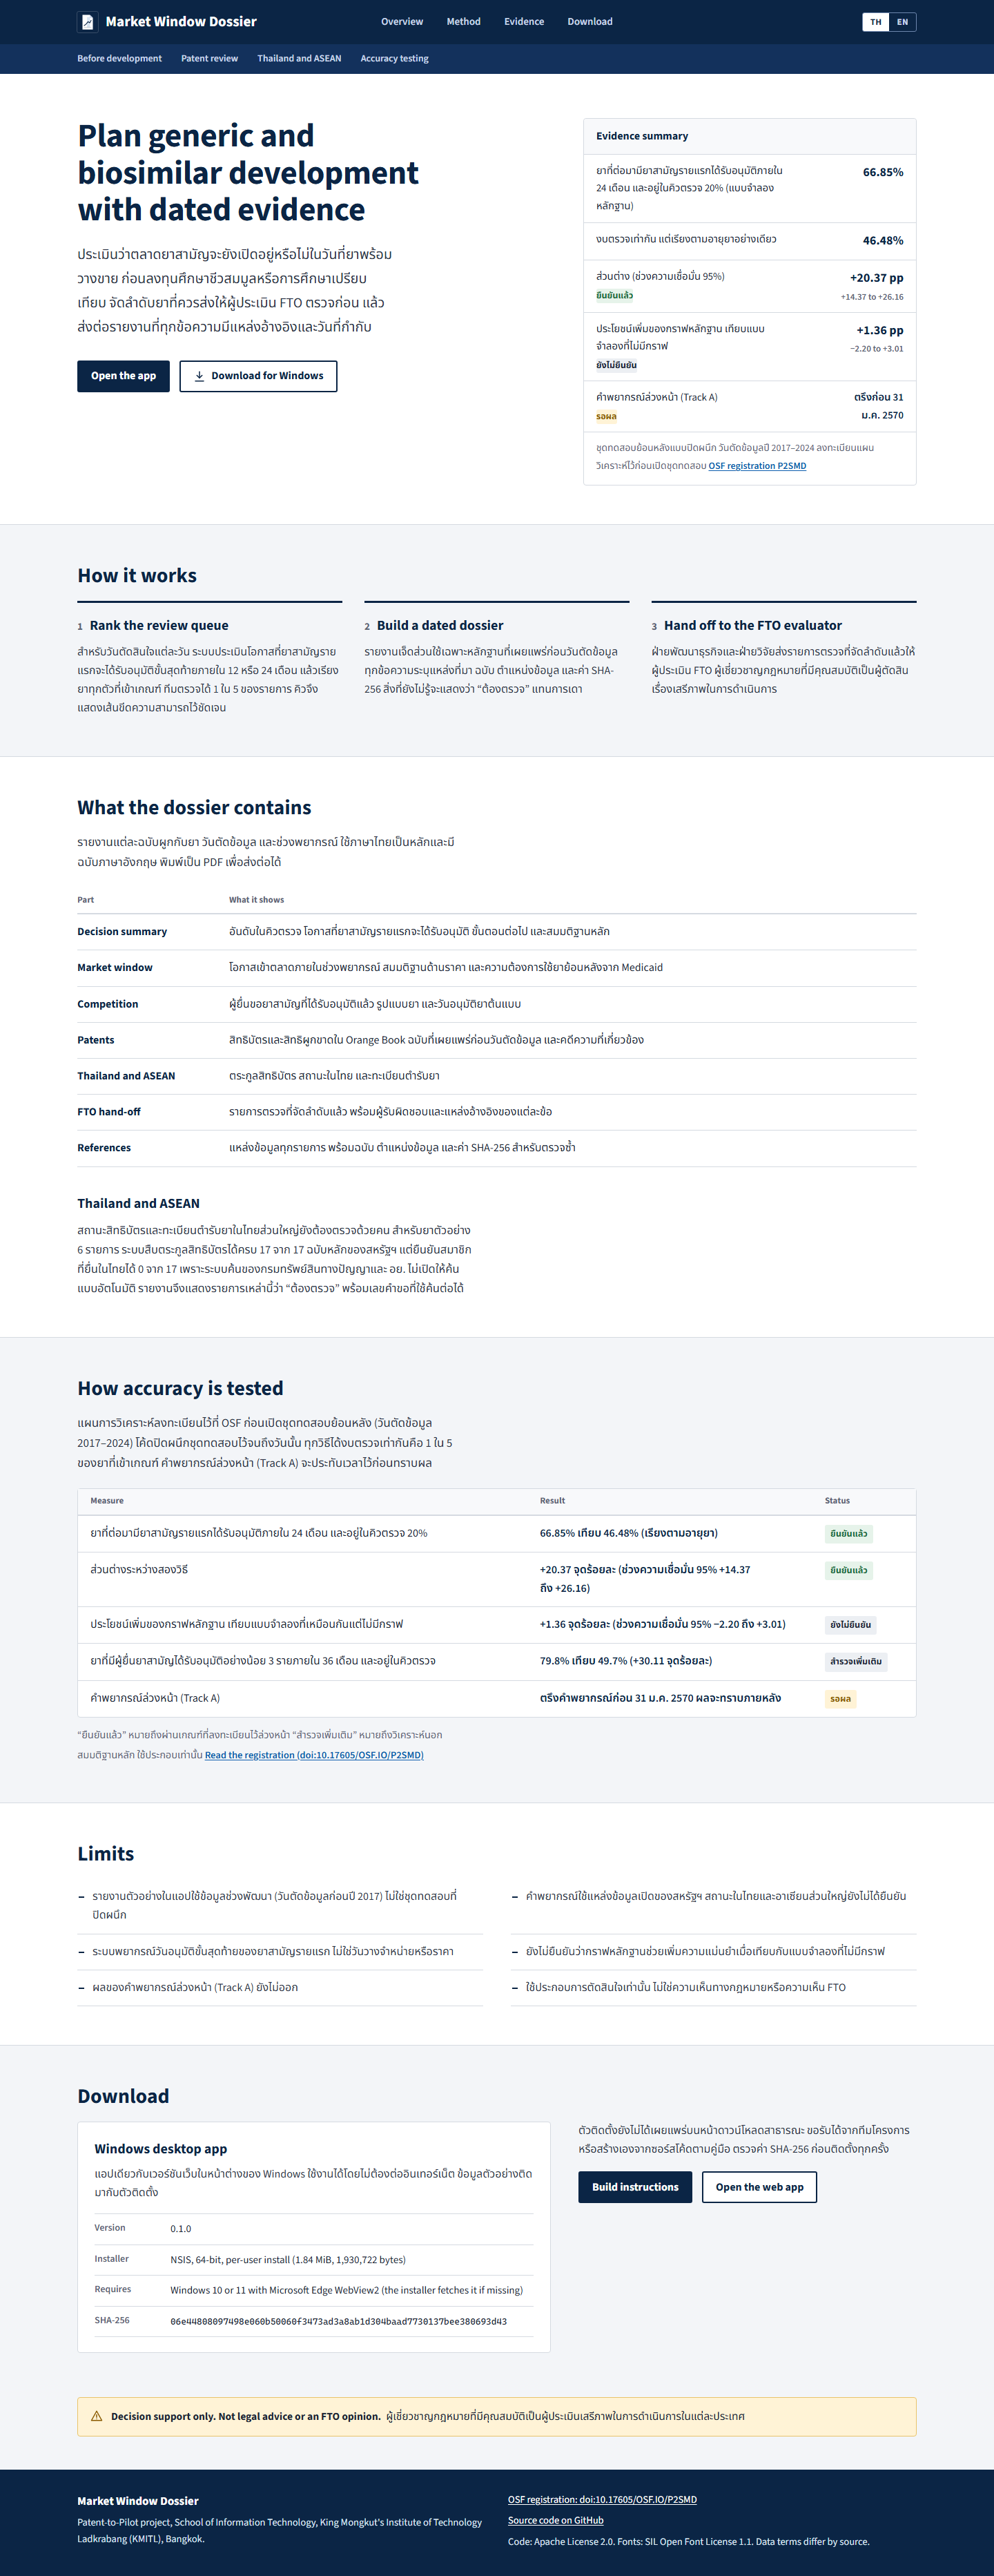 Market Window Dossier
Overview
Method
Evidence
Download
TH
EN
Before development
Patent review
Thailand and ASEAN
Accuracy testing
Plan generic and
biosimilar development
with dated evidence
ประเมินว่าตลาดยาสามัญจะยังเปิดอยู่หรือไม่ในวันที่ยาพร้อม
วางขาย ก่อนลงทุนศึกษาชีวสมมูลหรือการศึกษาเปรียบ
เทียบ จัดลำดับยาที่ควรส่งให้ผู้ประเมิน FTO ตรวจก่อน แล้ว
ส่งต่อรายงานที่ทุกข้อความมีแหล่งอ้างอิงและวันที่กำกับ
Open the app
Download for Windows
Evidence summary
ยาที่ต่อมามียาสามัญรายแรกได้รับอนุมัติภายใน
24 เดือน และอยู่ในคิวตรวจ 20% (แบบจำลอง
หลักฐาน)
66.85%
งบตรวจเท่ากัน แต่เรียงตามอายุยาอย่างเดียว
46.48%
ส่วนต่าง (ช่วงความเชื่อมั่น 95%)
ยืนยันแล้ว
+20.37 pp
+14.37 to +26.16
ประโยชน์เพิ่มของกราฟหลักฐาน เทียบแบบ
จำลองที่ไม่มีกราฟ
ยังไม่ยืนยัน
+1.36 pp
−2.20 to +3.01
คำพยากรณ์ล่วงหน้า (Track A)
รอผล
ตรึงก่อน 31
ม.ค. 2570
ชุดทดสอบย้อนหลังแบบปิดผนึก วันตัดข้อมูลปี 2017–2024 ลงทะเบียนแผน
วิเคราะห์ไว้ก่อนเปิดชุดทดสอบ OSF registration P2SMD
How it works
1 Rank the review queue
สำหรับวันตัดสินใจแต่ละวัน ระบบประเมินโอกาสที่ยาสามัญราย
แรกจะได้รับอนุมัติขั้นสุดท้ายภายใน 12 หรือ 24 เดือน แล้วเรียง
ยาทุกตัวที่เข้าเกณฑ์ ทีมตรวจได้ 1 ใน 5 ของรายการ คิวจึง
แสดงเส้นขีดความสามารถไว้ชัดเจน
2 Build a dated dossier
รายงานเจ็ดส่วนใช้เฉพาะหลักฐานที่เผยแพร่ก่อนวันตัดข้อมูล
ทุกข้อความระบุแหล่งที่มา ฉบับ ตำแหน่งข้อมูล และค่า SHA-
256 สิ่งที่ยังไม่รู้จะแสดงว่า “ต้องตรวจ” แทนการเดา
3 Hand off to the FTO evaluator
ฝ่ายพัฒนาธุรกิจและฝ่ายวิจัยส่งรายการตรวจที่จัดลำดับแล้วให้
ผู้ประเมิน FTO ผู้เชี่ยวชาญกฎหมายที่มีคุณสมบัติเป็นผู้ตัดสิน
เรื่องเสรีภาพในการดำเนินการ
What the dossier contains
รายงานแต่ละฉบับผูกกับยา วันตัดข้อมูล และช่วงพยากรณ์ ใช้ภาษาไทยเป็นหลักและมี
ฉบับภาษาอังกฤษ พิมพ์เป็น PDF เพื่อส่งต่อได้
Part
What it shows
Decision summary
อันดับในคิวตรวจ โอกาสที่ยาสามัญรายแรกจะได้รับอนุมัติ ขั้นตอนต่อไป และสมมติฐานหลัก
Market window
โอกาสเข้าตลาดภายในช่วงพยากรณ์ สมมติฐานด้านราคา และความต้องการใช้ยาย้อนหลังจาก Medicaid
Competition
ผู้ยื่นขอยาสามัญที่ได้รับอนุมัติแล้ว รูปแบบยา และวันอนุมัติยาต้นแบบ
Patents
สิทธิบัตรและสิทธิผูกขาดใน Orange Book ฉบับที่เผยแพร่ก่อนวันตัดข้อมูล และคดีความที่เกี่ยวข้อง
Thailand and ASEAN
ตระกูลสิทธิบัตร สถานะในไทย และทะเบียนตำรับยา
FTO hand-off
รายการตรวจที่จัดลำดับแล้ว พร้อมผู้รับผิดชอบและแหล่งอ้างอิงของแต่ละข้อ
References
แหล่งข้อมูลทุกรายการ พร้อมฉบับ ตำแหน่งข้อมูล และค่า SHA-256 สำหรับตรวจซ้ำ
Thailand and ASEAN
สถานะสิทธิบัตรและทะเบียนตำรับยาในไทยส่วนใหญ่ยังต้องตรวจด้วยคน สำหรับยาตัวอย่าง
6 รายการ ระบบสืบตระกูลสิทธิบัตรได้ครบ 17 จาก 17 ฉบับหลักของสหรัฐฯ แต่ยืนยันสมาชิก
ที่ยื่นในไทยได้ 0 จาก 17 เพราะระบบค้นของกรมทรัพย์สินทางปัญญาและ อย. ไม่เปิดให้ค้น
แบบอัตโนมัติ รายงานจึงแสดงรายการเหล่านี้ว่า “ต้องตรวจ” พร้อมเลขคำขอที่ใช้ค้นต่อได้
How accuracy is tested
แผนการวิเคราะห์ลงทะเบียนไว้ที่ OSF ก่อนเปิดชุดทดสอบย้อนหลัง (วันตัดข้อมูล
2017–2024) โค้ดปิดผนึกชุดทดสอบไว้จนถึงวันนั้น ทุกวิธีได้งบตรวจเท่ากันคือ 1 ใน 5
ของยาที่เข้าเกณฑ์ คำพยากรณ์ล่วงหน้า (Track A) จะประทับเวลาไว้ก่อนทราบผล
Measure
Result
Status
ยาที่ต่อมามียาสามัญรายแรกได้รับอนุมัติภายใน 24 เดือน และอยู่ในคิวตรวจ 20%
66.85% เทียบ 46.48% (เรียงตามอายุยา)
ยืนยันแล้ว
ส่วนต่างระหว่างสองวิธี
+20.37 จุดร้อยละ (ช่วงความเชื่อมั่น 95% +14.37
ถึง +26.16)
ยืนยันแล้ว
ประโยชน์เพิ่มของกราฟหลักฐาน เทียบแบบจำลองที่เหมือนกันแต่ไม่มีกราฟ
+1.36 จุดร้อยละ (ช่วงความเชื่อมั่น 95% −2.20 ถึง +3.01)
ยังไม่ยืนยัน
ยาที่มีผู้ยื่นยาสามัญได้รับอนุมัติอย่างน้อย 3 รายภายใน 36 เดือน และอยู่ในคิวตรวจ
79.8% เทียบ 49.7% (+30.11 จุดร้อยละ)
สำรวจเพิ่มเติม
คำพยากรณ์ล่วงหน้า (Track A)
ตรึงคำพยากรณ์ก่อน 31 ม.ค. 2570 ผลจะทราบภายหลัง
รอผล
“ยืนยันแล้ว” หมายถึงผ่านเกณฑ์ที่ลงทะเบียนไว้ล่วงหน้า “สำรวจเพิ่มเติม” หมายถึงวิเคราะห์นอก
สมมติฐานหลัก ใช้ประกอบเท่านั้น Read the registration (doi:10.17605/OSF.IO/P2SMD)
Limits
– รายงานตัวอย่างในแอปใช้ข้อมูลช่วงพัฒนา (วันตัดข้อมูลก่อนปี 2017) ไม่ใช่ชุดทดสอบที่
ปิดผนึก
– คำพยากรณ์ใช้แหล่งข้อมูลเปิดของสหรัฐฯ สถานะในไทยและอาเซียนส่วนใหญ่ยังไม่ได้ยืนยัน
– ระบบพยากรณ์วันอนุมัติขั้นสุดท้ายของยาสามัญรายแรก ไม่ใช่วันวางจำหน่ายหรือราคา
– ยังไม่ยืนยันว่ากราฟหลักฐานช่วยเพิ่มความแม่นยำเมื่อเทียบกับแบบจำลองที่ไม่มีกราฟ
– ผลของคำพยากรณ์ล่วงหน้า (Track A) ยังไม่ออก
– ใช้ประกอบการตัดสินใจเท่านั้น ไม่ใช่ความเห็นทางกฎหมายหรือความเห็น FTO
Download
Windows desktop app
แอปเดียวกับเวอร์ชันเว็บในหน้าต่างของ Windows ใช้งานได้โดยไม่ต้องต่ออินเทอร์เน็ต ข้อมูลตัวอย่างติด
มากับตัวติดตั้ง
Version
0.1.0
Installer
NSIS, 64-bit, per-user install (1.84 MiB, 1,930,722 bytes)
Requires
Windows 10 or 11 with Microsoft Edge WebView2 (the installer fetches it if missing)
SHA-256
06e44808097498e060b50060f3473ad3a8ab1d304baad7730137bee380693d43
ตัวติดตั้งยังไม่ได้เผยแพร่บนหน้าดาวน์โหลดสาธารณะ ขอรับได้จากทีมโครงการ
หรือสร้างเองจากซอร์สโค้ดตามคู่มือ ตรวจค่า SHA-256 ก่อนติดตั้งทุกครั้ง
Build instructions
Open the web app
Decision support only. Not legal advice or an FTO opinion. ผู้เชี่ยวชาญกฎหมายที่มีคุณสมบัติเป็นผู้ประเมินเสรีภาพในการดำเนินการในแต่ละประเทศ
Market Window Dossier
Patent-to-Pilot project, School of Information Technology, King Mongkut's Institute of Technology
Ladkrabang (KMITL), Bangkok.
OSF registration: doi:10.17605/OSF.IO/P2SMD
Source code on GitHub
Code: Apache License 2.0. Fonts: SIL Open Font License 1.1. Data terms differ by source.